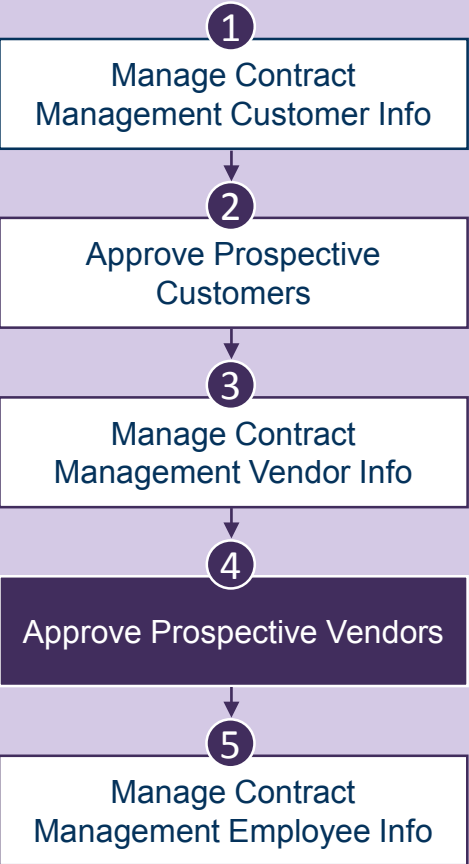 1
Manage Contract
Management Customer Info
2
Approve Prospective
Customers
3
Manage Contract
Management Vendor Info
4
Approve Prospective Vendors
5
Manage Contract
Management Employee Info